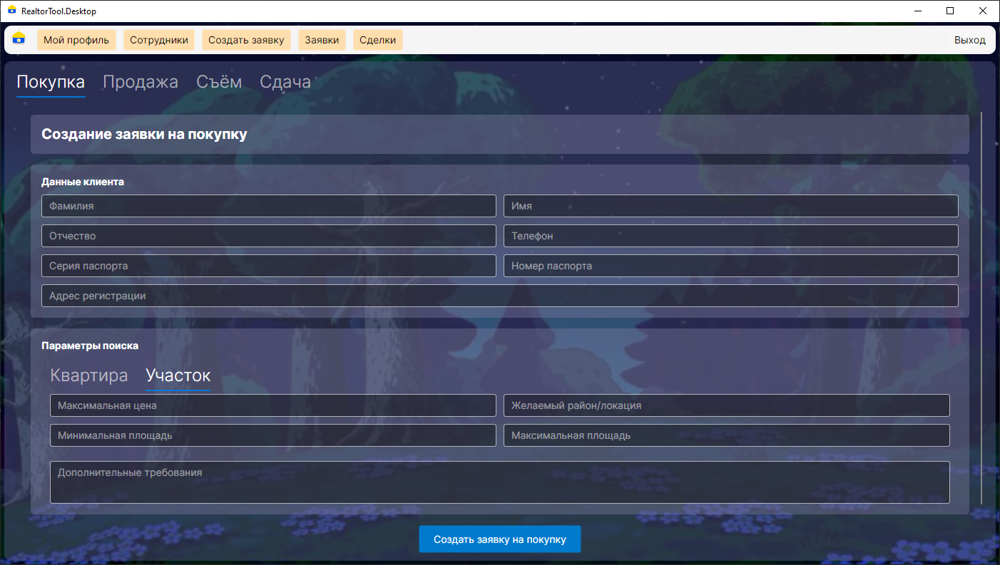 RealtorTool.Desktop
Мой профиль Сотрудники Создать заявку Заявки Сделки Выход
Покупка Продажа Съём Сдача
Создание заявки на покупку
Данные клиента
Фамилия Имя
Отчество Телефон
Серия паспорта Номер паспорта
Адрес регистрации
Параметры поиска
Квартира Участок
Максимальная цена Желаемый район/локация
Минимальная площадь Максимальная площадь
Дополнительные требования
Создать заявку на покупку